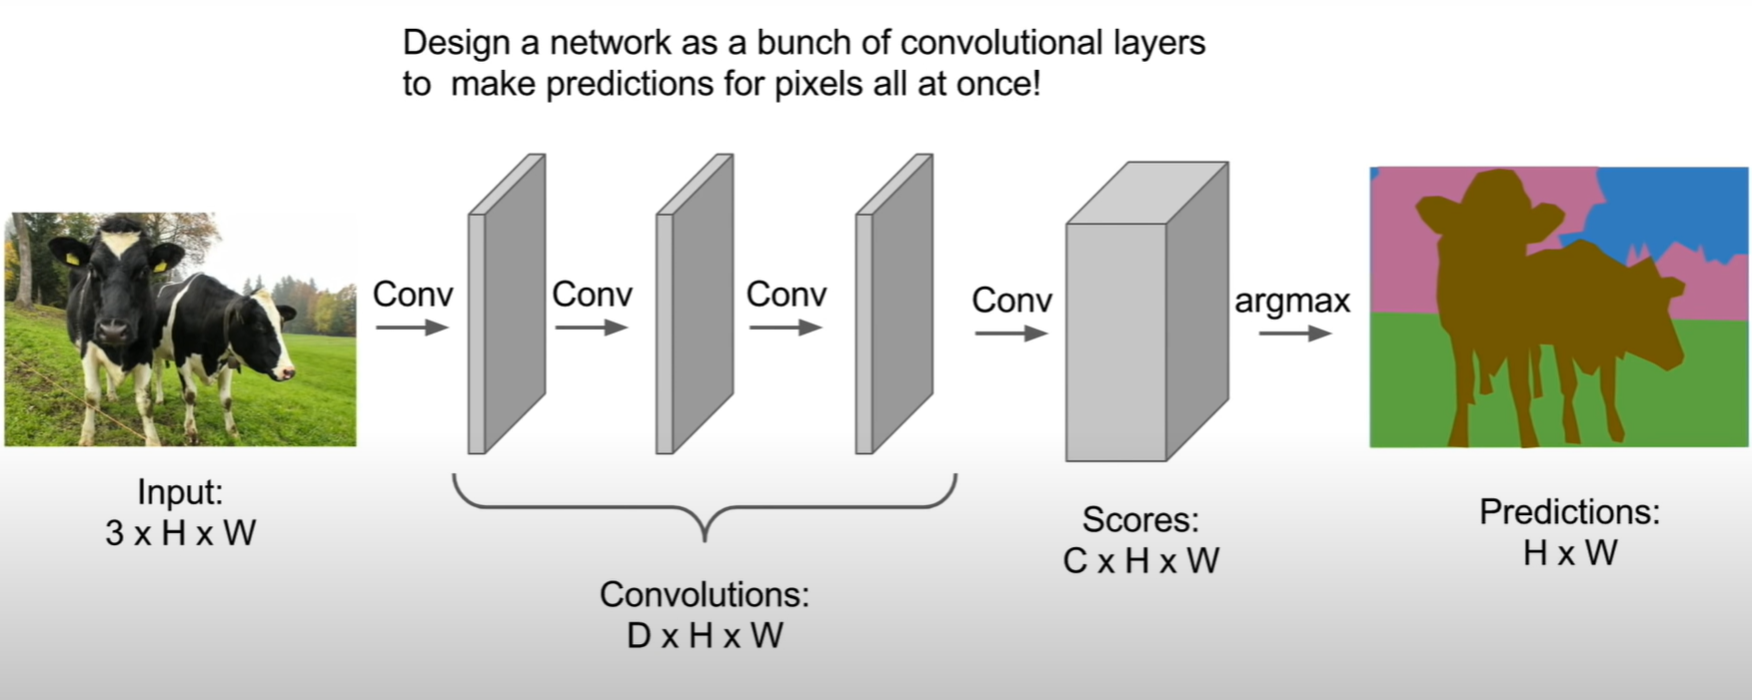 Design a network as a bunch of convolutional layers
to make predictions for pixels all at once!
Conv
Conv
Conv
Conv
argmax
Input:
3 x H x W
Convolutions:
D x H x W
Scores:
C x H x W
Predictions:
H x W